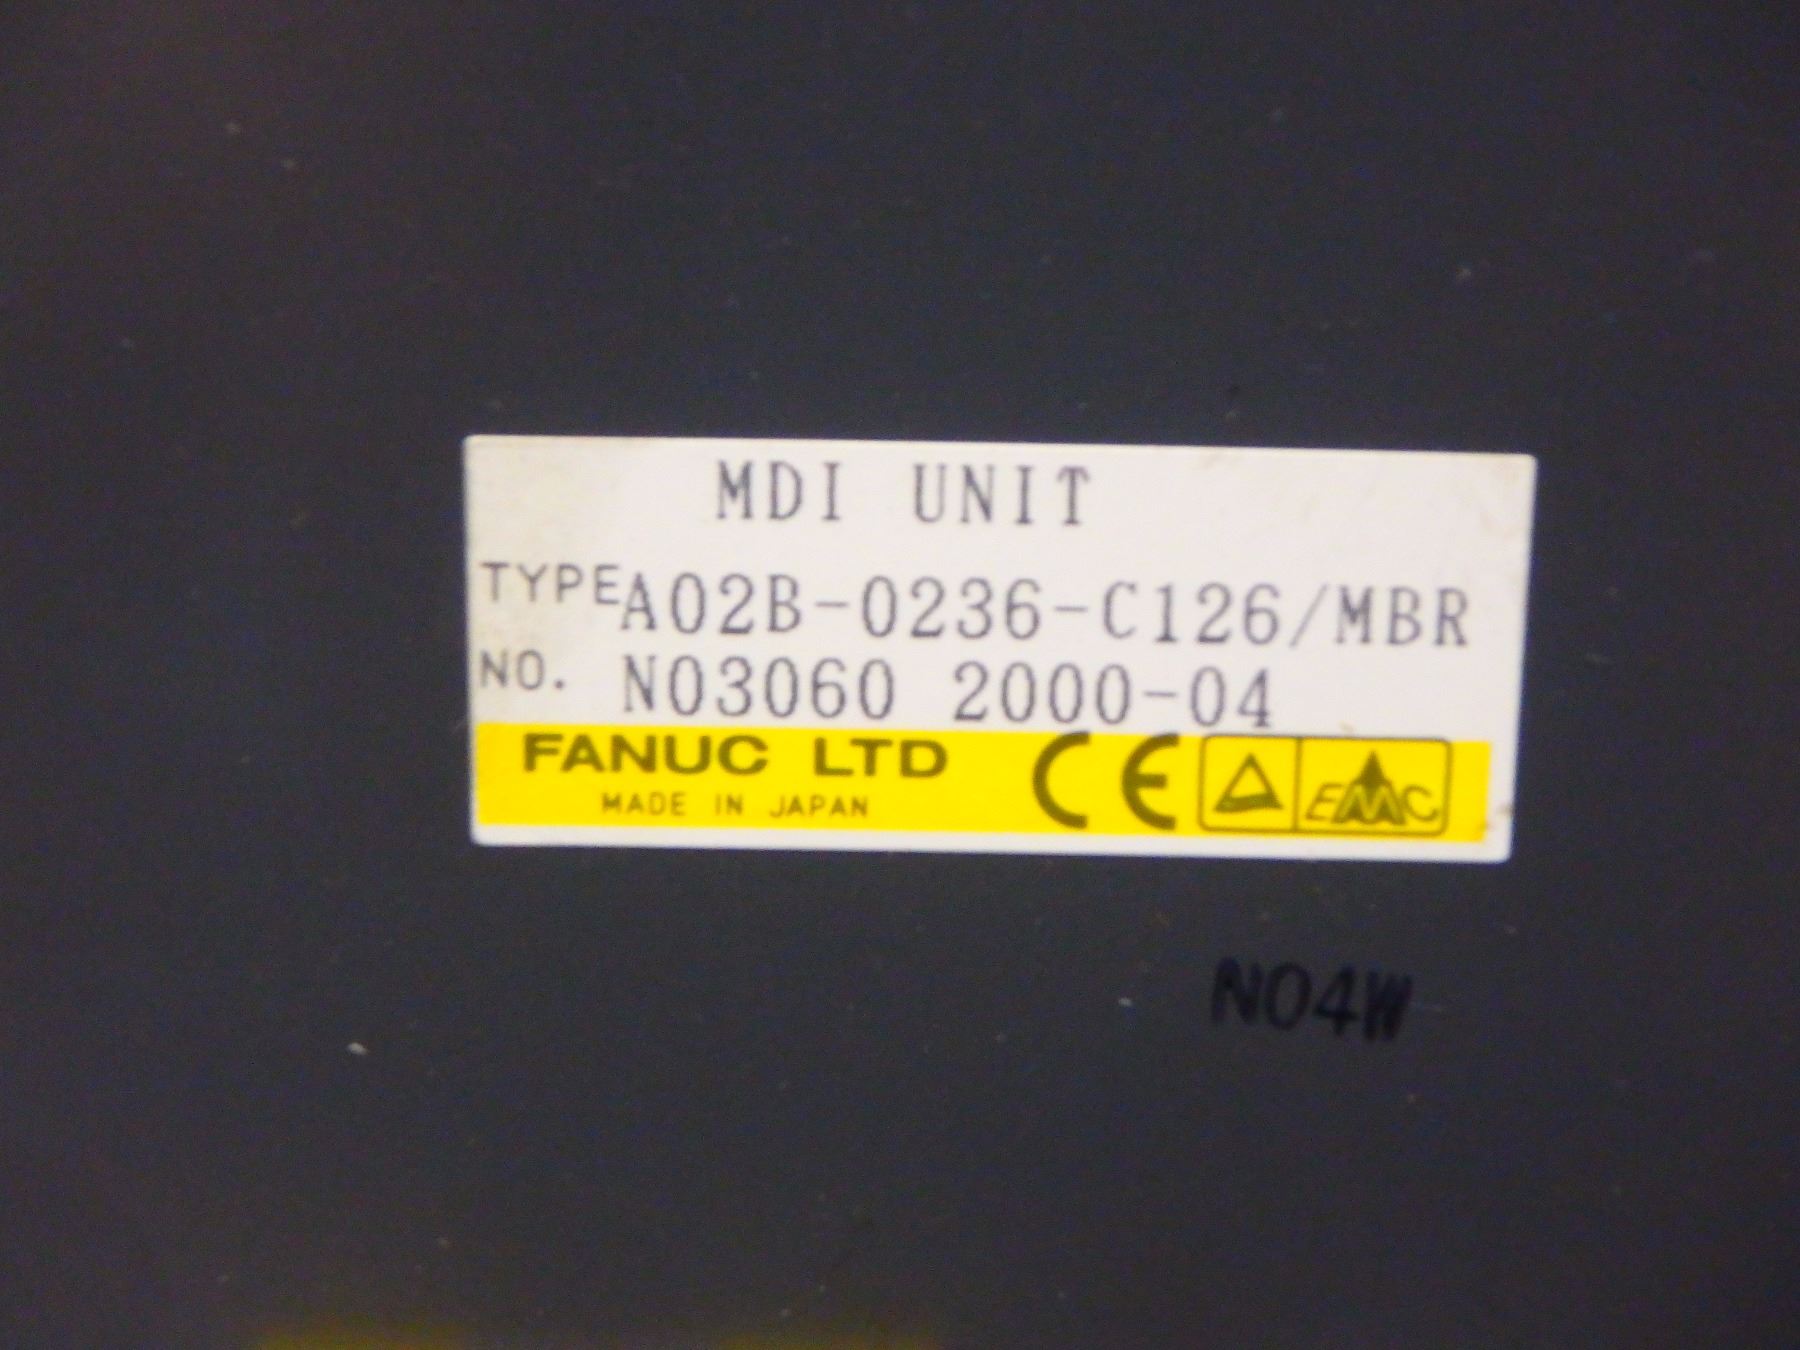 MDI UNIT
TYPE A02B-0236-C126/MBR
NO. N03060 2000-04
FANUC LTD CE EMC
MADE IN JAPAN
N04W